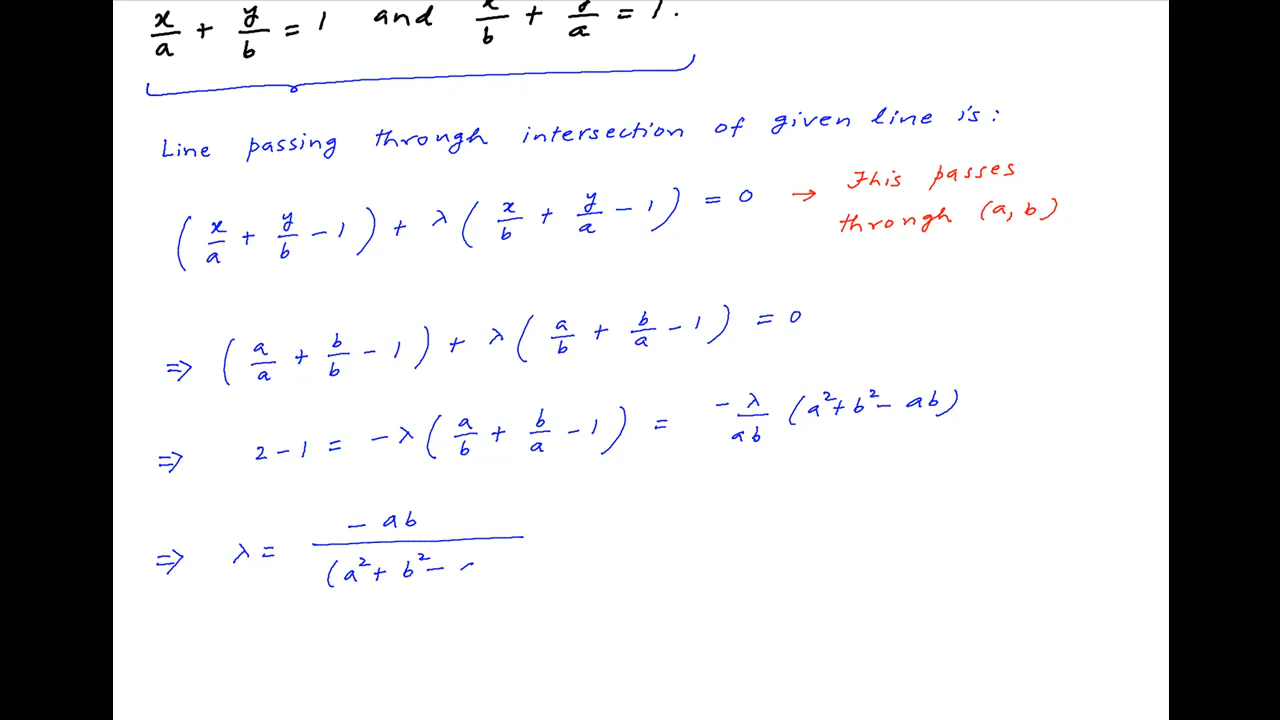 x/a + y/b = 1 and x/b + y/a = 1.
Line passing through intersection of given line is:
(x/a + y/b - 1) + λ(x/b + y/a - 1) = 0 → This passes
through (a, b)
⇒ (a/a + b/b - 1) + λ(a/b + b/a - 1) = 0
⇒ 2 - 1 = -λ(a/b + b/a - 1) = -λ/ab (a² + b² - ab)
⇒ λ = -ab/(a² + b² -